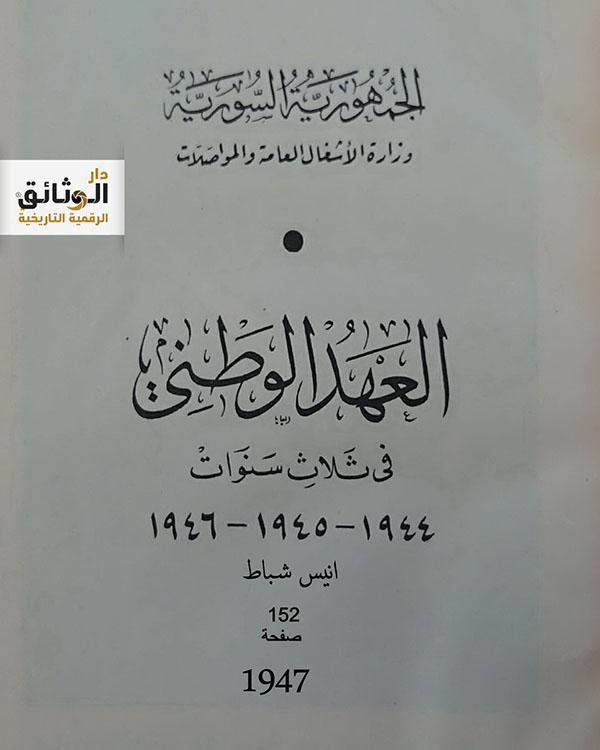 الجمهورية السورية
وزارة الأشغال العامة والمواصلات
دار
الوثائق
الرقمية التاريخية
العهد الوطني
في ثلاث سنوات
١٩٤٤ - ١٩٤٥ - ١٩٤٦
انيس شباط
152
صفحة
1947